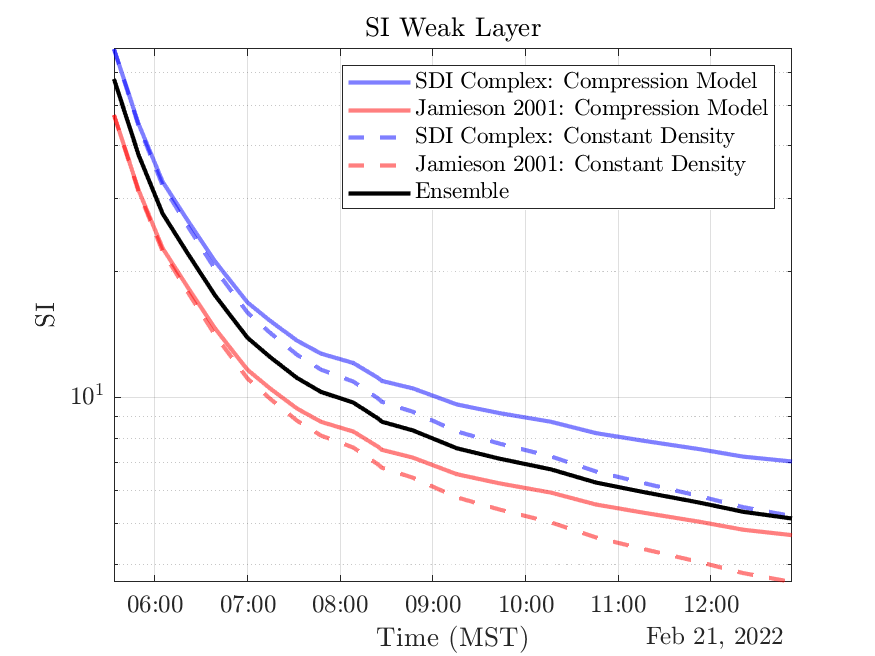 SI Weak Layer
SDI Complex: Compression Model
Jamieson 2001: Compression Model
SDI Complex: Constant Density
Jamieson 2001: Constant Density
Ensemble
SI
10¹
06:00 07:00 08:00 09:00 10:00 11:00 12:00
Time (MST)
Feb 21, 2022